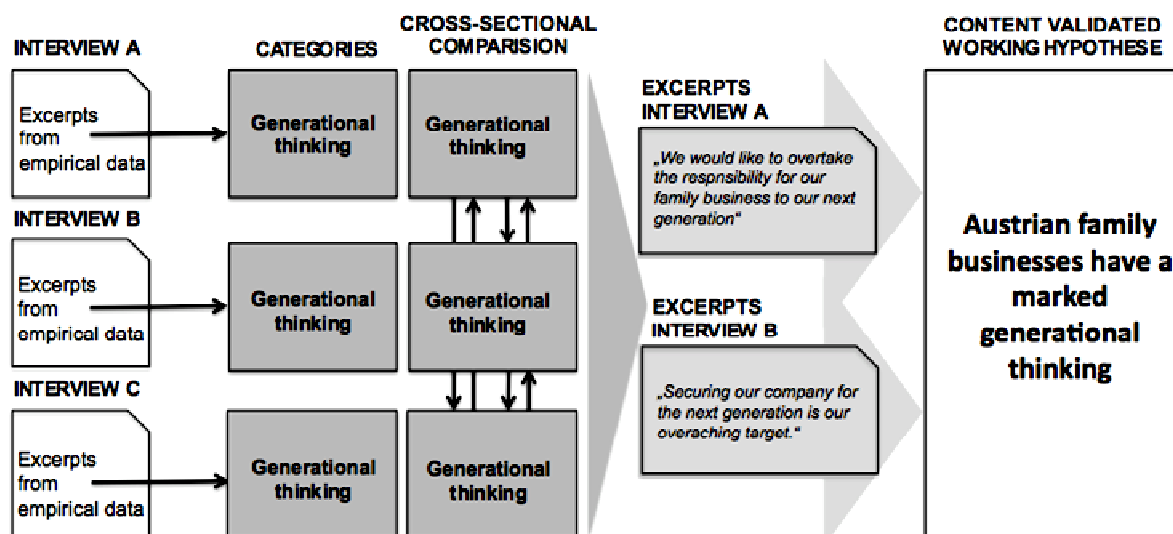 INTERVIEW A
Excerpts
from
empirical data
INTERVIEW B
Excerpts
from
empirical data
INTERVIEW C
Excerpts
from
empirical data
CATEGORIES
Generational
thinking
Generational
thinking
Generational
thinking
CROSS-SECTIONAL
COMPARISION
Generational
thinking
Generational
thinking
Generational
thinking
EXCERPTS
INTERVIEW A
„We would like to overtake
the respnsibility for our
family business to our next
generation“
EXCERPTS
INTERVIEW B
„Securing our company for
the next generation is our
overaching target.“
CONTENT VALIDATED
WORKING HYPOTHESE
Austrian family
businesses have a
marked
generational
thinking